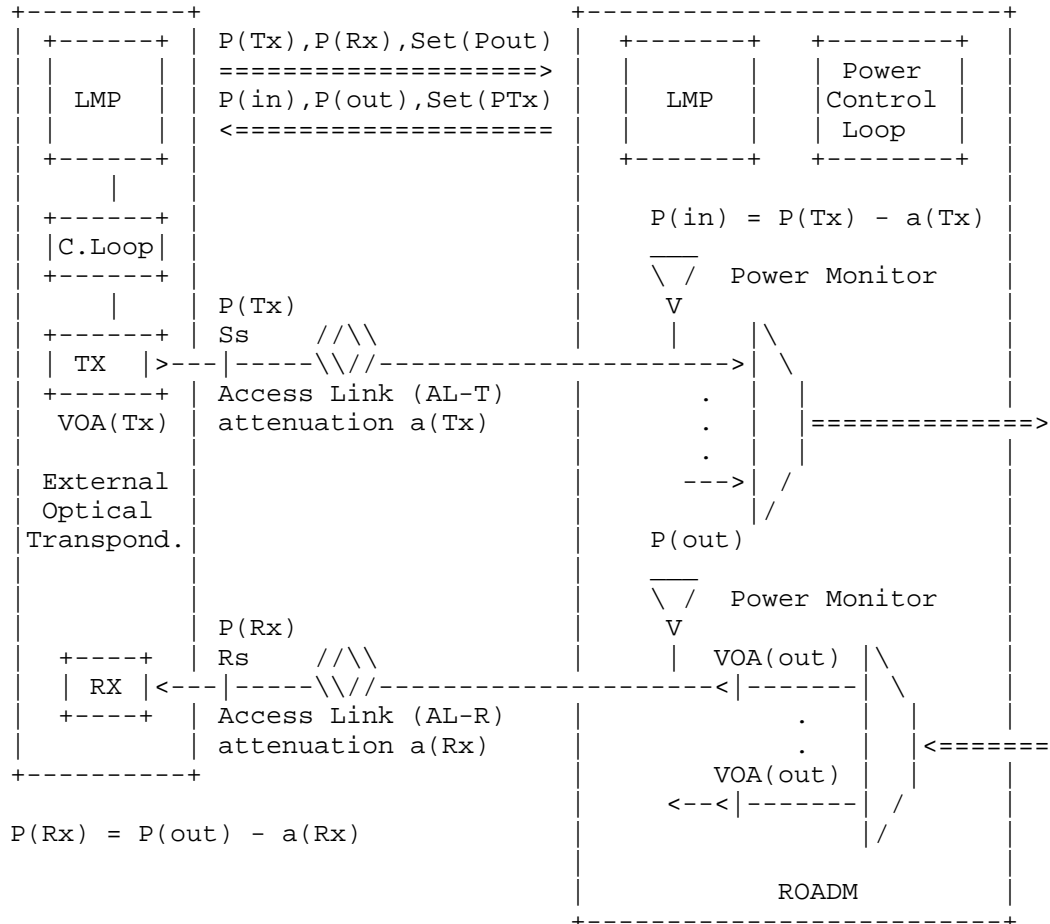 P(Tx),P(Rx),Set(Pout)
Power
LMP P(in),P(out),Set(PTx) LMP Control
Loop
P(in) = P(Tx) - a(Tx)
C.Loop
Power Monitor
P(Tx)
Ss
TX
Access Link (AL-T)
VOA(Tx) attenuation a(Tx)
External
Optical
Transpond.
P(out)
Power Monitor
P(Rx)
Rs VOA(out)
RX
Access Link (AL-R)
attenuation a(Rx)
VOA(out)
P(Rx) = P(out) - a(Rx)
ROADM